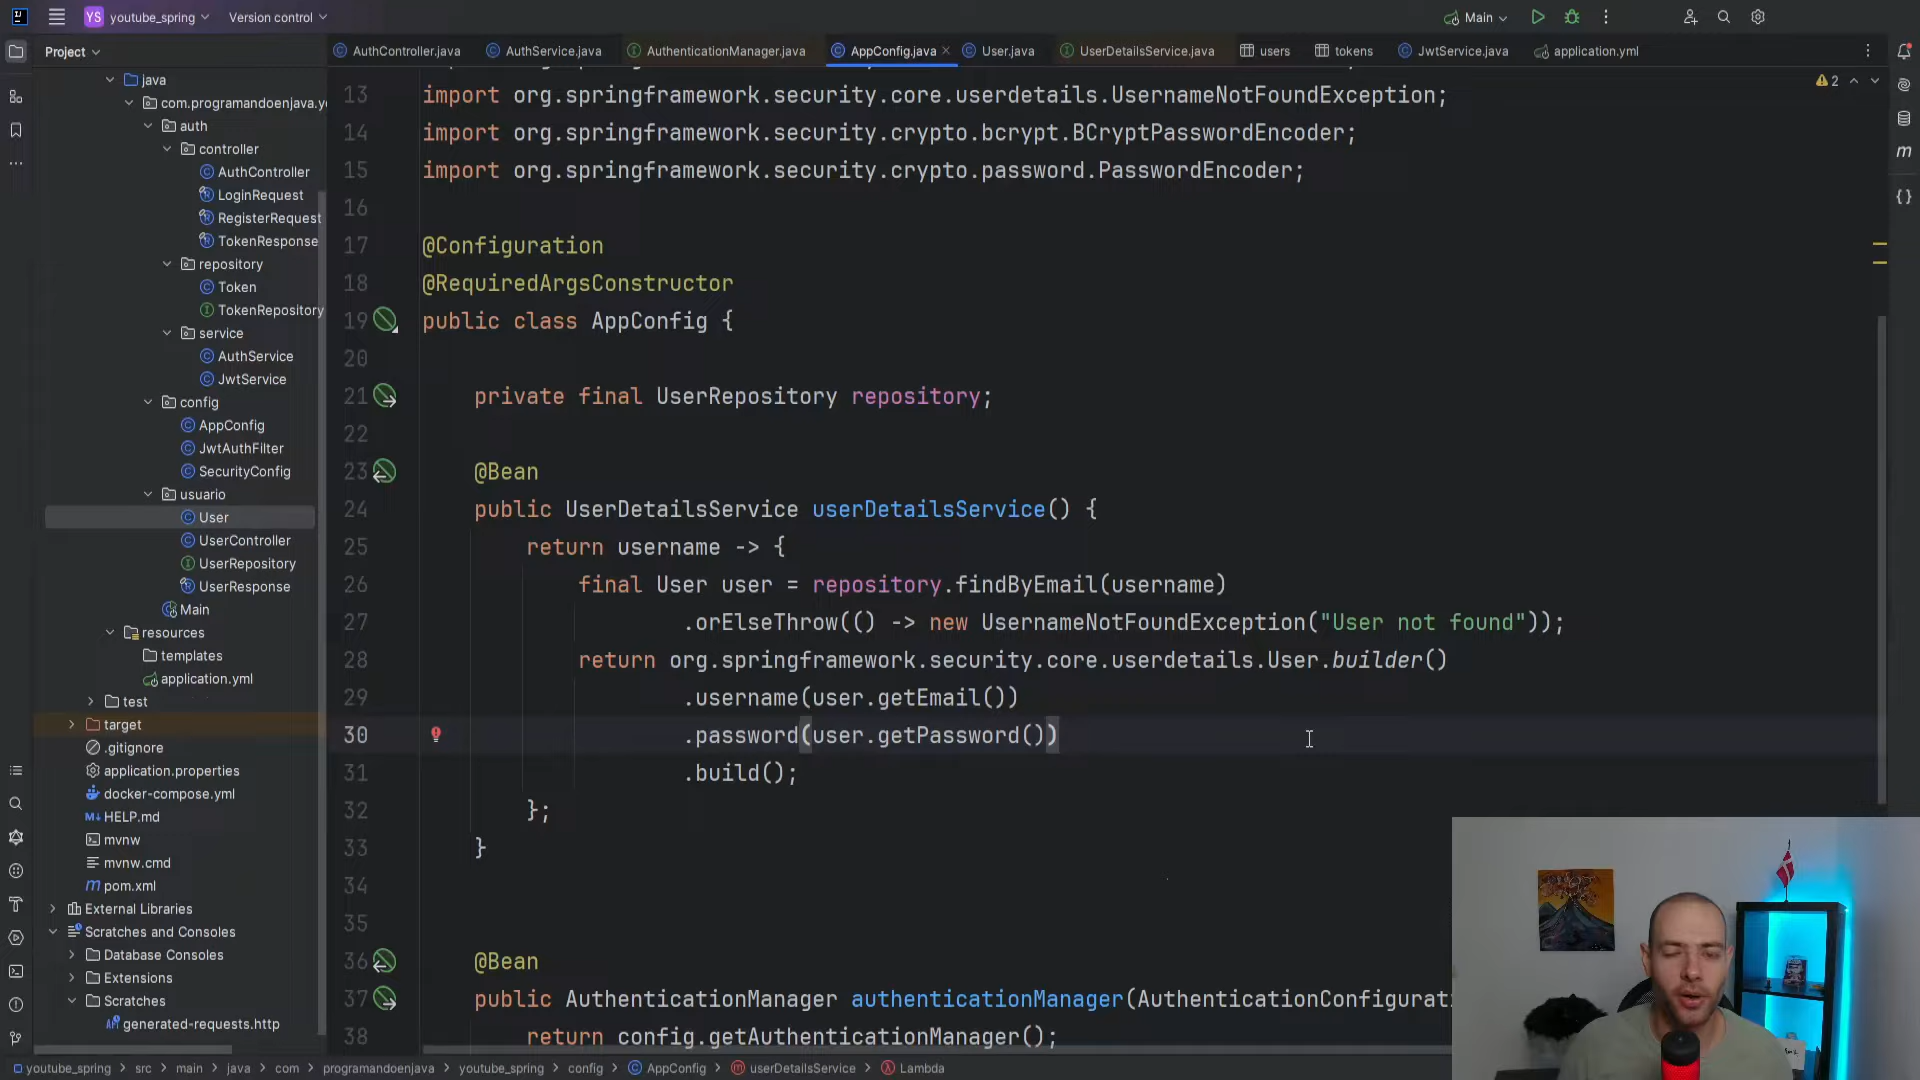 YS youtube_spring Version control Main
Project
AuthController.java AuthService.java AuthenticationManager.java AppConfig.java User.java UserDetailsService.java users tokens JwtService.java application.yml
java
com.programandoenjava.yo
auth
controller
AuthController
LoginRequest
RegisterRequest
TokenResponse
repository
Token
TokenRepository
service
AuthService
JwtService
config
AppConfig
JwtAuthFilter
SecurityConfig
usuario
User
UserController
UserRepository
UserResponse
Main
resources
templates
application.yml
test
target
.gitignore
application.properties
docker-compose.yml
HELP.md
mvnw
mvnw.cmd
pom.xml
External Libraries
Scratches and Consoles
Database Consoles
Extensions
Scratches
generated-requests.http
2
13 import org.springframework.security.core.userdetails.UsernameNotFoundException;
14 import org.springframework.security.crypto.bcrypt.BCryptPasswordEncoder;
15 import org.springframework.security.crypto.password.PasswordEncoder;
16
17 @Configuration
18 @RequiredArgsConstructor
19 public class AppConfig {
20
21 private final UserRepository repository;
22
23 @Bean
24 public UserDetailsService userDetailsService() {
25 return username -> {
26 final User user = repository.findByEmail(username)
27 .orElseThrow(() -> new UsernameNotFoundException("User not found"));
28 return org.springframework.security.core.userdetails.User.builder()
29 .username(user.getEmail())
30 .password(user.getPassword())
31 .build();
32 };
33 }
34
35
36 @Bean
37 public AuthenticationManager authenticationManager(AuthenticationConfigurati
38 return config.getAuthenticationManager();
youtube_spring > src > main > java > com > programandoenjava > youtube_spring > config > AppConfig > userDetailsService > Lambda